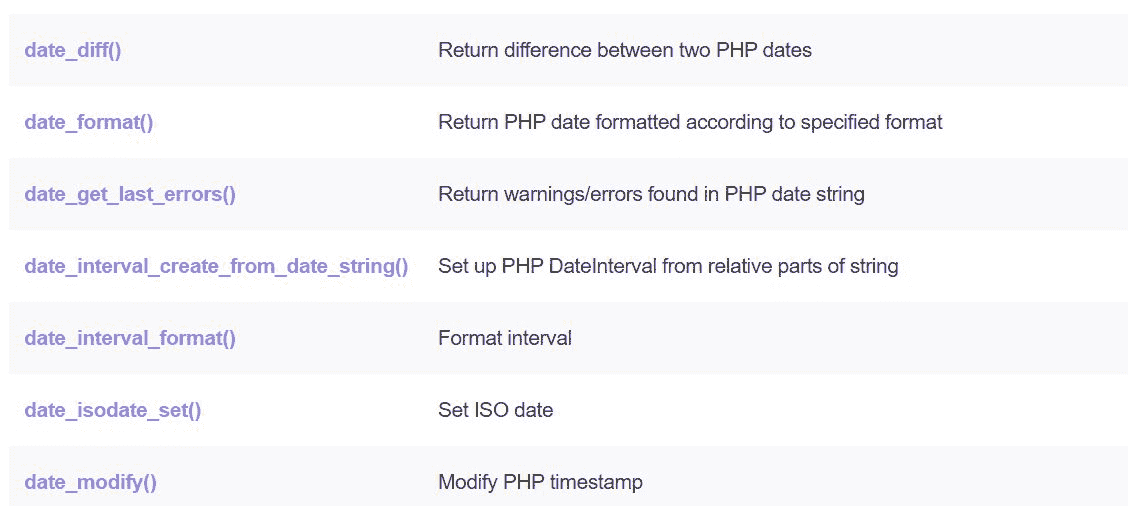 date_diff() Return difference between two PHP dates
date_format() Return PHP date formatted according to specified format
date_get_last_errors() Return warnings/errors found in PHP date string
date_interval_create_from_date_string() Set up PHP DateInterval from relative parts of string
date_interval_format() Format interval
date_isodate_set() Set ISO date
date_modify() Modify PHP timestamp